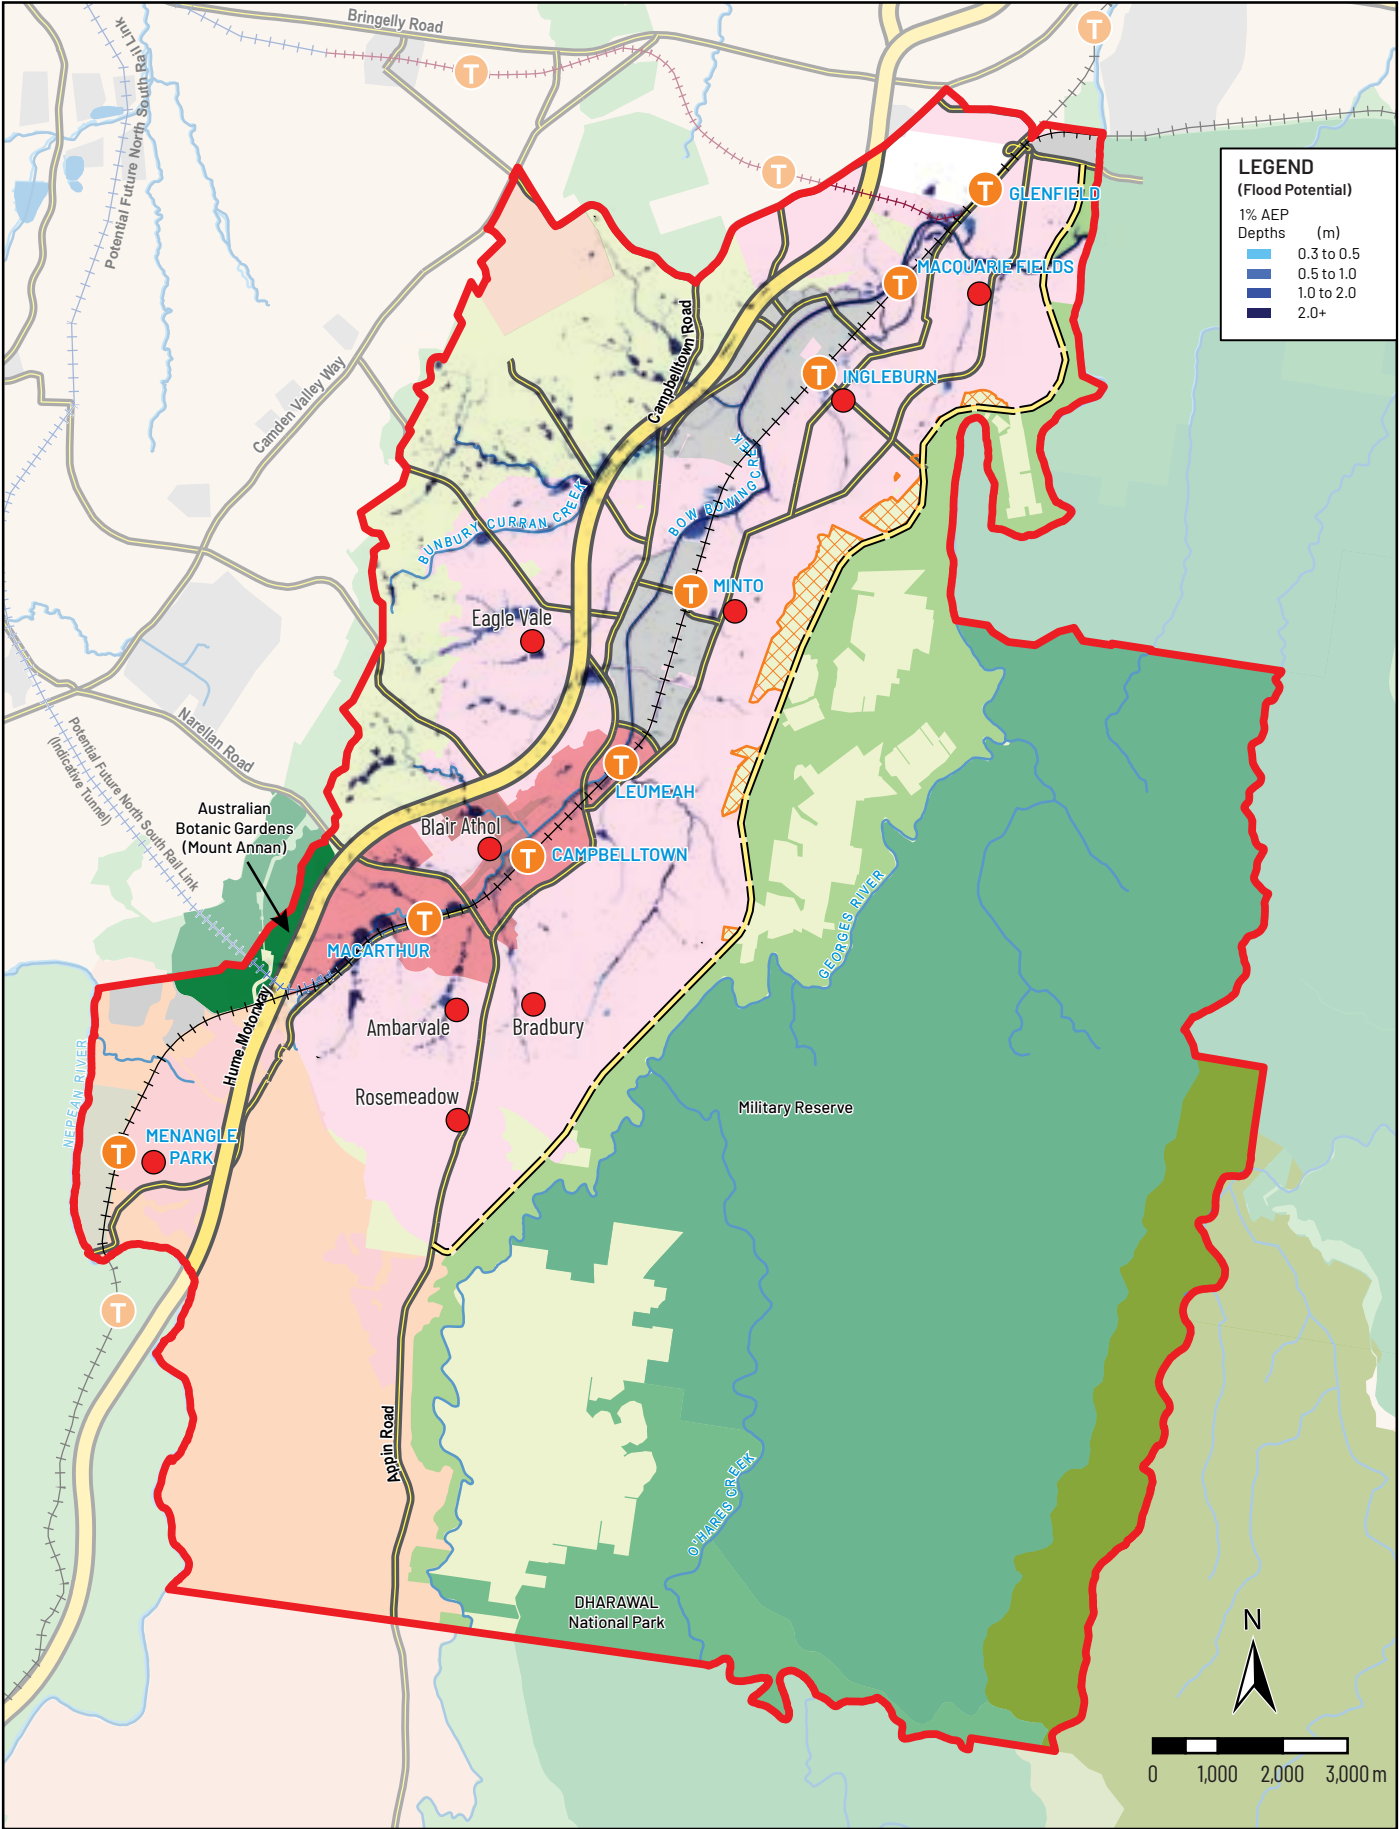 Bringelly Road
Potential Future North South Rail Link
T
T
T
LEGEND
(Flood Potential)
1% AEP
Depths (m)
0.3 to 0.5
0.5 to 1.0
1.0 to 2.0
2.0+
T
GLENFIELD
T
MACQUARIE FIELDS
Campbelltown Road
Camden Valley Way
T
INGLEBURN
BOW BOWING CREEK
BUNBURY CURRAN CREEK
T
MINTO
Eagle Vale
Narellan Road
Potential Future North South Rail Link
(Indicative Tunnel)
T
LEUMEAH
Australian
Botanic Gardens
(Mount Annan)
Blair Athol
T
CAMPBELLTOWN
T
MACARTHUR
GEORGES RIVER
Ambarvale
Bradbury
Hume Motorway
NEPEAN RIVER
Rosemeadow
Military Reserve
T
MENANGLE
PARK
T
Appin Road
O'HARES CREEK
DHARAWAL
National Park
N
0 1,000 2,000 3,000 m